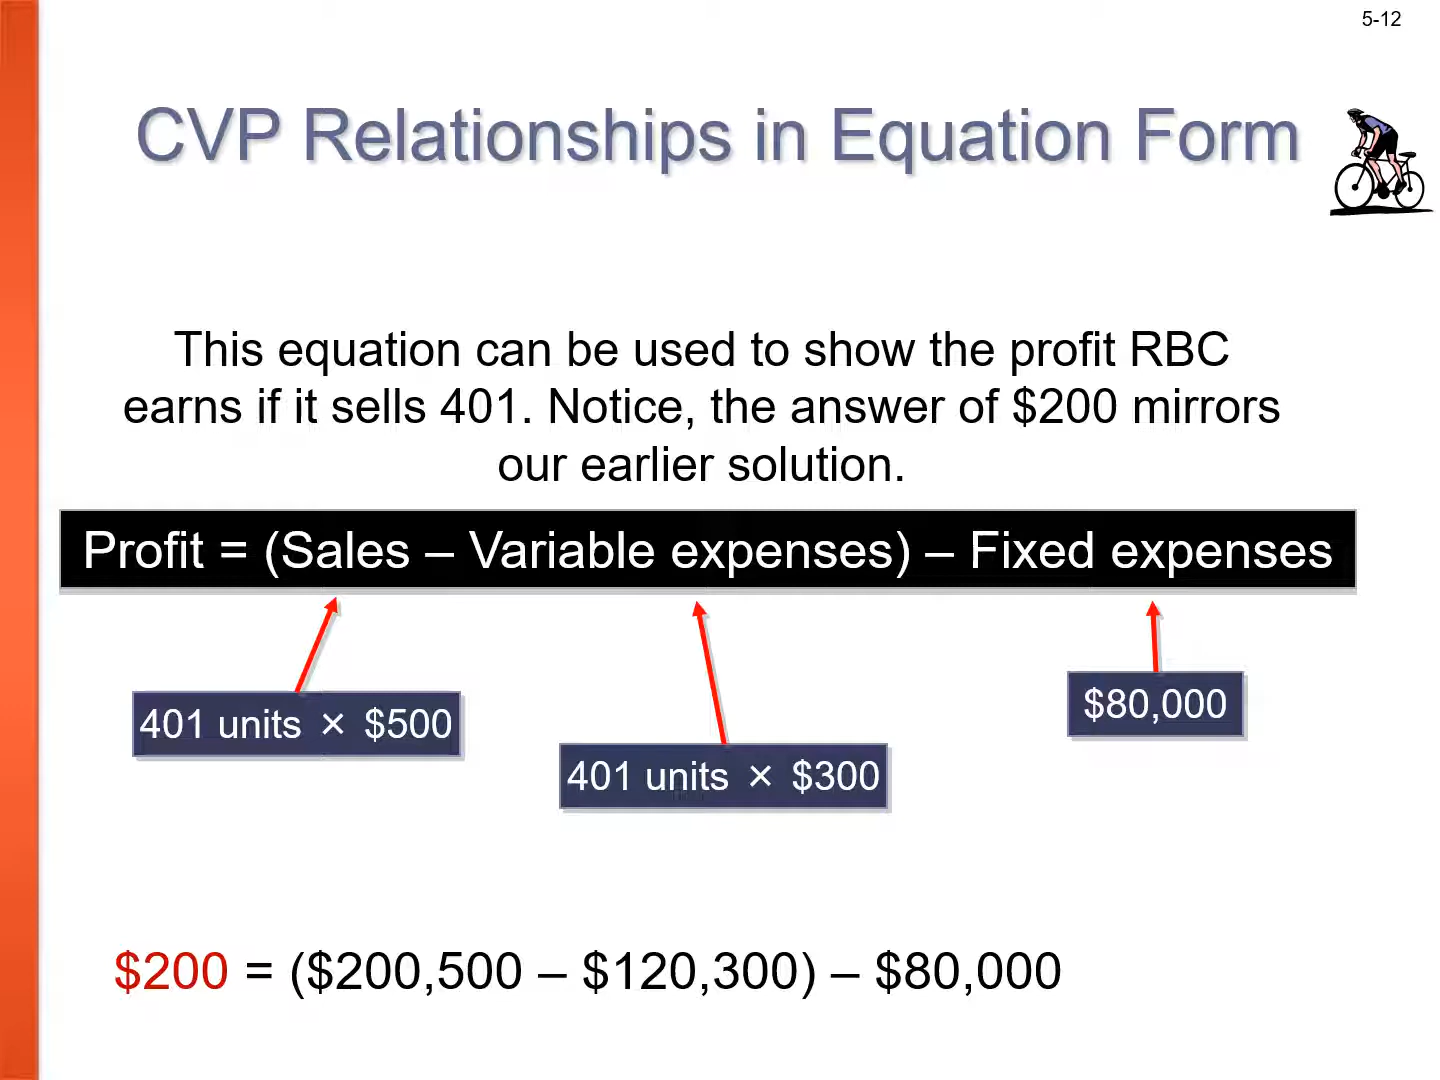 5-12
CVP Relationships in Equation Form
This equation can be used to show the profit RBC
earns if it sells 401. Notice, the answer of $200 mirrors
our earlier solution.
Profit = (Sales – Variable expenses) – Fixed expenses
401 units × $500
401 units × $300
$80,000
$200 = ($200,500 – $120,300) – $80,000